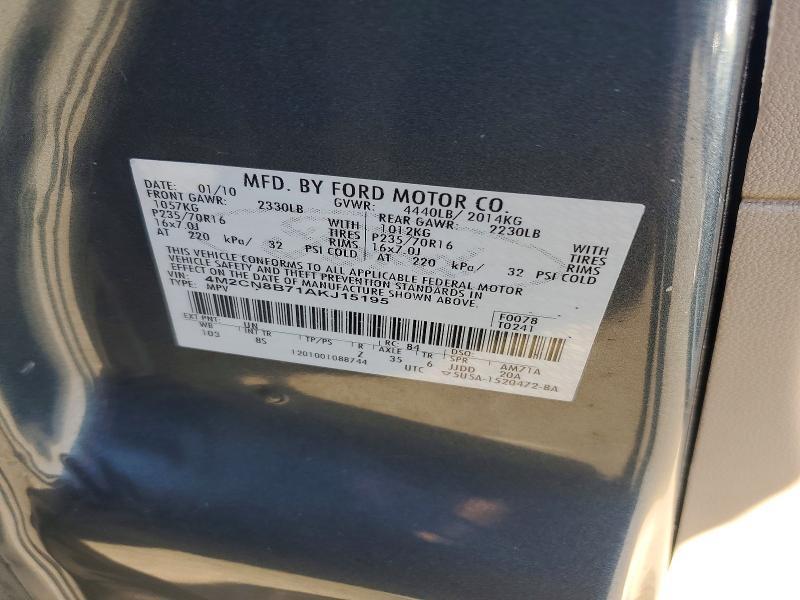 MFD. BY FORD MOTOR CO.
DATE: 01/10 GVWR: 4440LB/ 2014KG
FRONT GAWR: 2330LB REAR GAWR: 2230LB
1057KG WITH 1012KG WITH
P235/70R16 TIRES P235/70R16 TIRES
16x7.0J RIMS 16x7.0J RIMS
AT 220 kPa/ 32 PSI COLD AT 220 kPa/ 32 PSI COLD
THIS VEHICLE CONFORMS TO ALL APPLICABLE FEDERAL MOTOR
VEHICLE SAFETY AND THEFT PREVENTION STANDARDS IN
EFFECT ON THE DATE OF MANUFACTURE SHOWN ABOVE.
VIN: 4M2CN8B71AKJ15195
TYPE: MPV
F0078
T0241
EXT PNT: UN RC: 84 DSO:
WB INT TR TP/PS R AXLE TR SPR AM71A
103 8S Z 35 6 JJDD 20A
1201001088744 UTC SU5A-1520472-BA